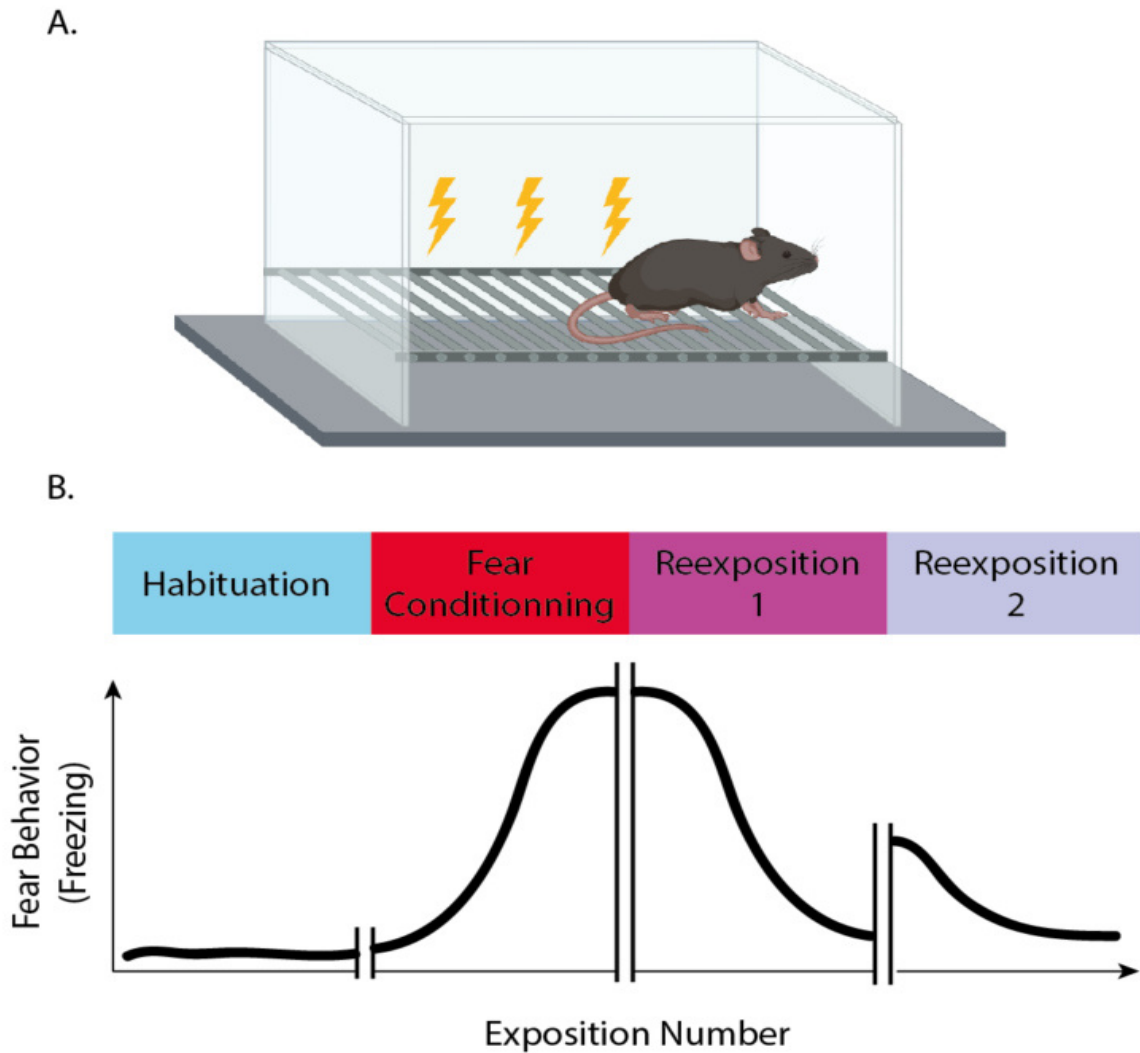 A.
B.
Habituation
Fear
Conditionning
Reexposition
1
Reexposition
2
Fear Behavior
(Freezing)
Exposition Number